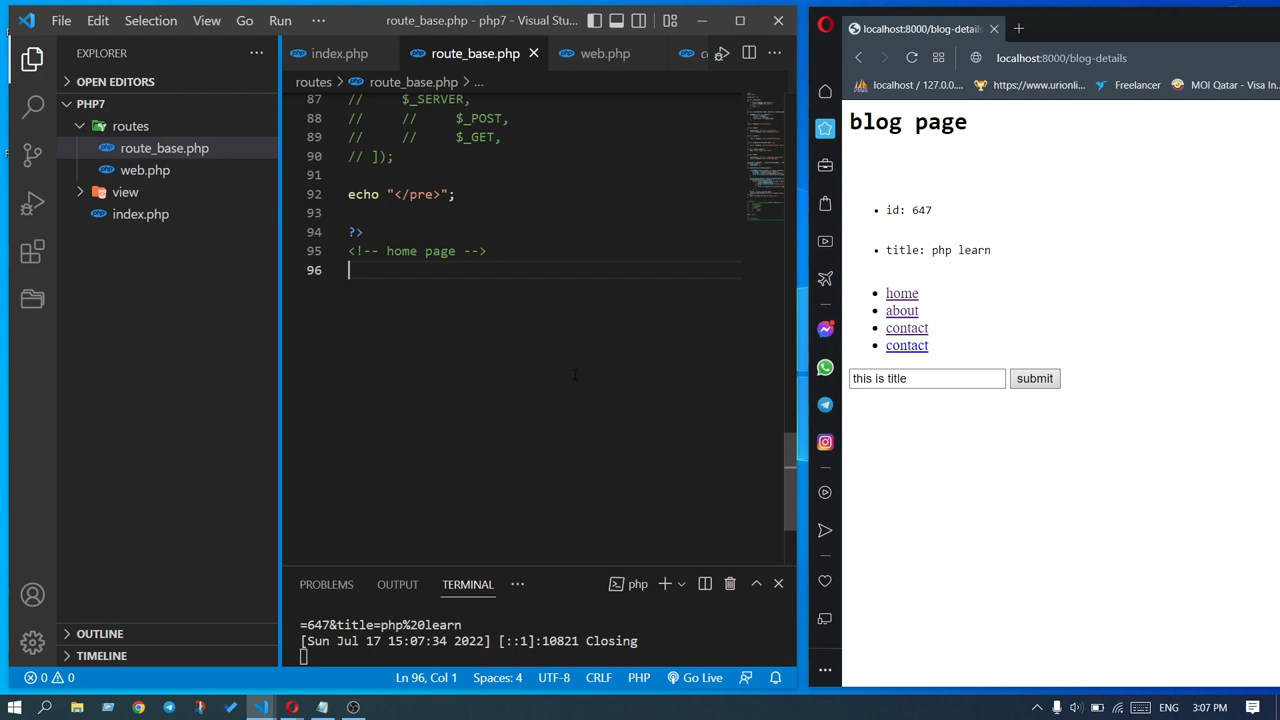 File Edit Selection View Go Run ··· route_base.php - php7 - Visual Stu...
EXPLORER
OPEN EDITORS
PHP7
routes
route_base.php
web.php
view
index.php
OUTLINE
TIMELINE
index.php route_base.php web.php
routes > route_base.php > ...
87 // $_SERVER,
88 // // $_POST,
89 // // $_GET,
90 // ]);
91
92 echo "</pre>";
93
94 ?>
95 <!-- home page -->
96
PROBLEMS OUTPUT TERMINAL ··· php
=647&title=php%20learn
[Sun Jul 17 15:07:34 2022] [::1]:10821 Closing
0 0 Ln 96, Col 1 Spaces: 4 UTF-8 CRLF PHP Go Live
localhost:8000/blog-details
localhost:8000/blog-details
localhost / 127.0.0.... https://www.urionli... Freelancer MOI Qatar - Visa In...
blog page
• id: 647
• title: php learn
• home
• about
• contact
• contact
this is title submit
ENG 3:07 PM